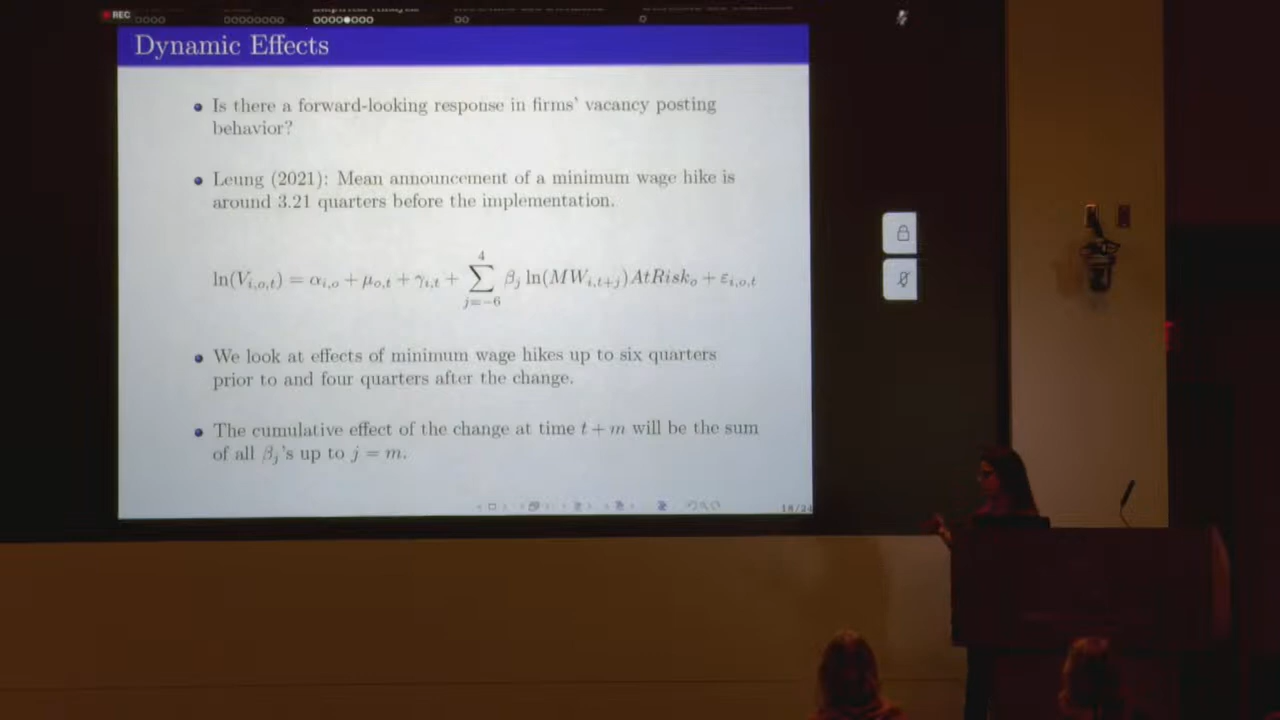 REC
Dynamic Effects
Is there a forward-looking response in firms' vacancy posting
behavior?
Leung (2021): Mean announcement of a minimum wage hike is
around 3.21 quarters before the implementation.
ln(V_{i,o,t}) = α_{i,o} + μ_{o,t} + γ_{i,t} + \sum_{j=-6}^{4} β_j ln(MW_{i,t+j})AtRisk_o + ε_{i,o,t}
We look at effects of minimum wage hikes up to six quarters
prior to and four quarters after the change.
The cumulative effect of the change at time t + m will be the sum
of all β_j's up to j = m.